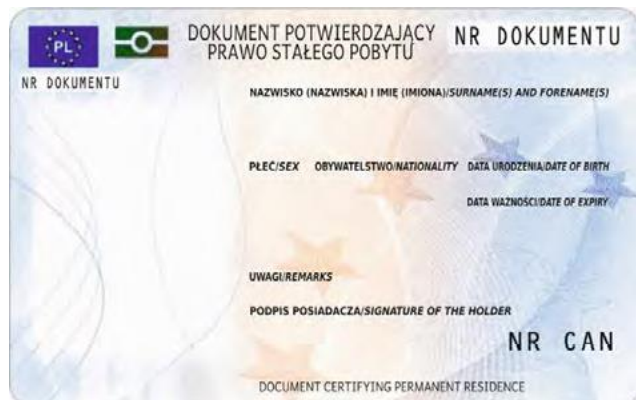 PL
DOKUMENT POTWIERDZAJĄCY
PRAWO STAŁEGO POBYTU
NR DOKUMENTU
NR DOKUMENTU
NAZWISKO (NAZWISKA) I IMIĘ (IMIONA)/SURNAME(S) AND FORENAME(S)
PŁEĆ/SEX OBYWATELSTWO/NATIONALITY DATA URODZENIA/DATE OF BIRTH
DATA WAŻNOŚCI/DATE OF EXPIRY
UWAGI/REMARKS
PODPIS POSIADACZA/SIGNATURE OF THE HOLDER
NR CAN
DOCUMENT CERTIFYING PERMANENT RESIDENCE